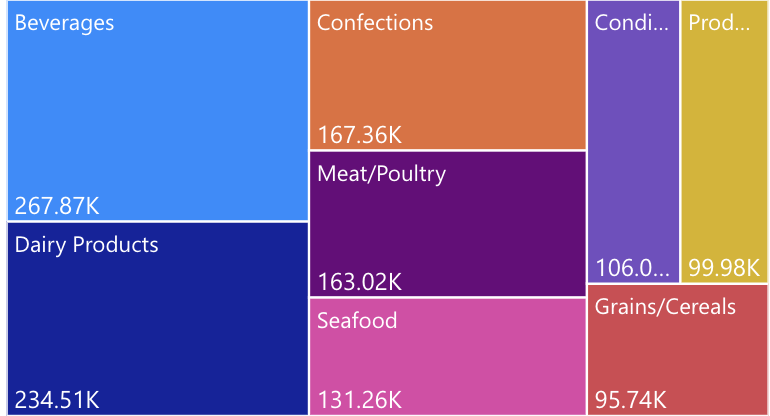 Beverages
267.87K
Dairy Products
234.51K
Confections
167.36K
Meat/Poultry
163.02K
Seafood
131.26K
Condi...
106.0...
Prod...
99.98K
Grains/Cereals
95.74K